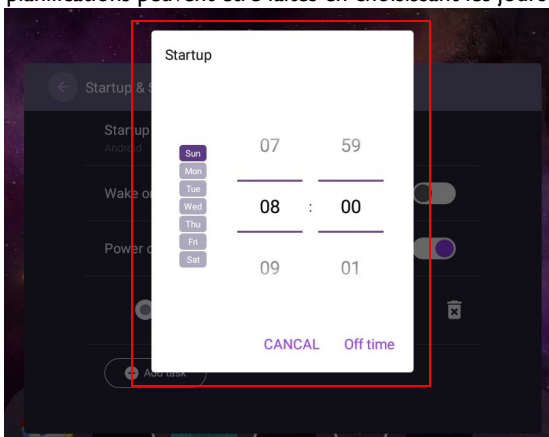 planifications peuvent être faites en choisissant les jours
Startup
Startup & S
Startup
Android
Wake o
Power o
Sun
Mon
Tue
Wed
Thu
Fri
Sat
07 59
08 : 00
09 01
CANCAL Off time
Add task